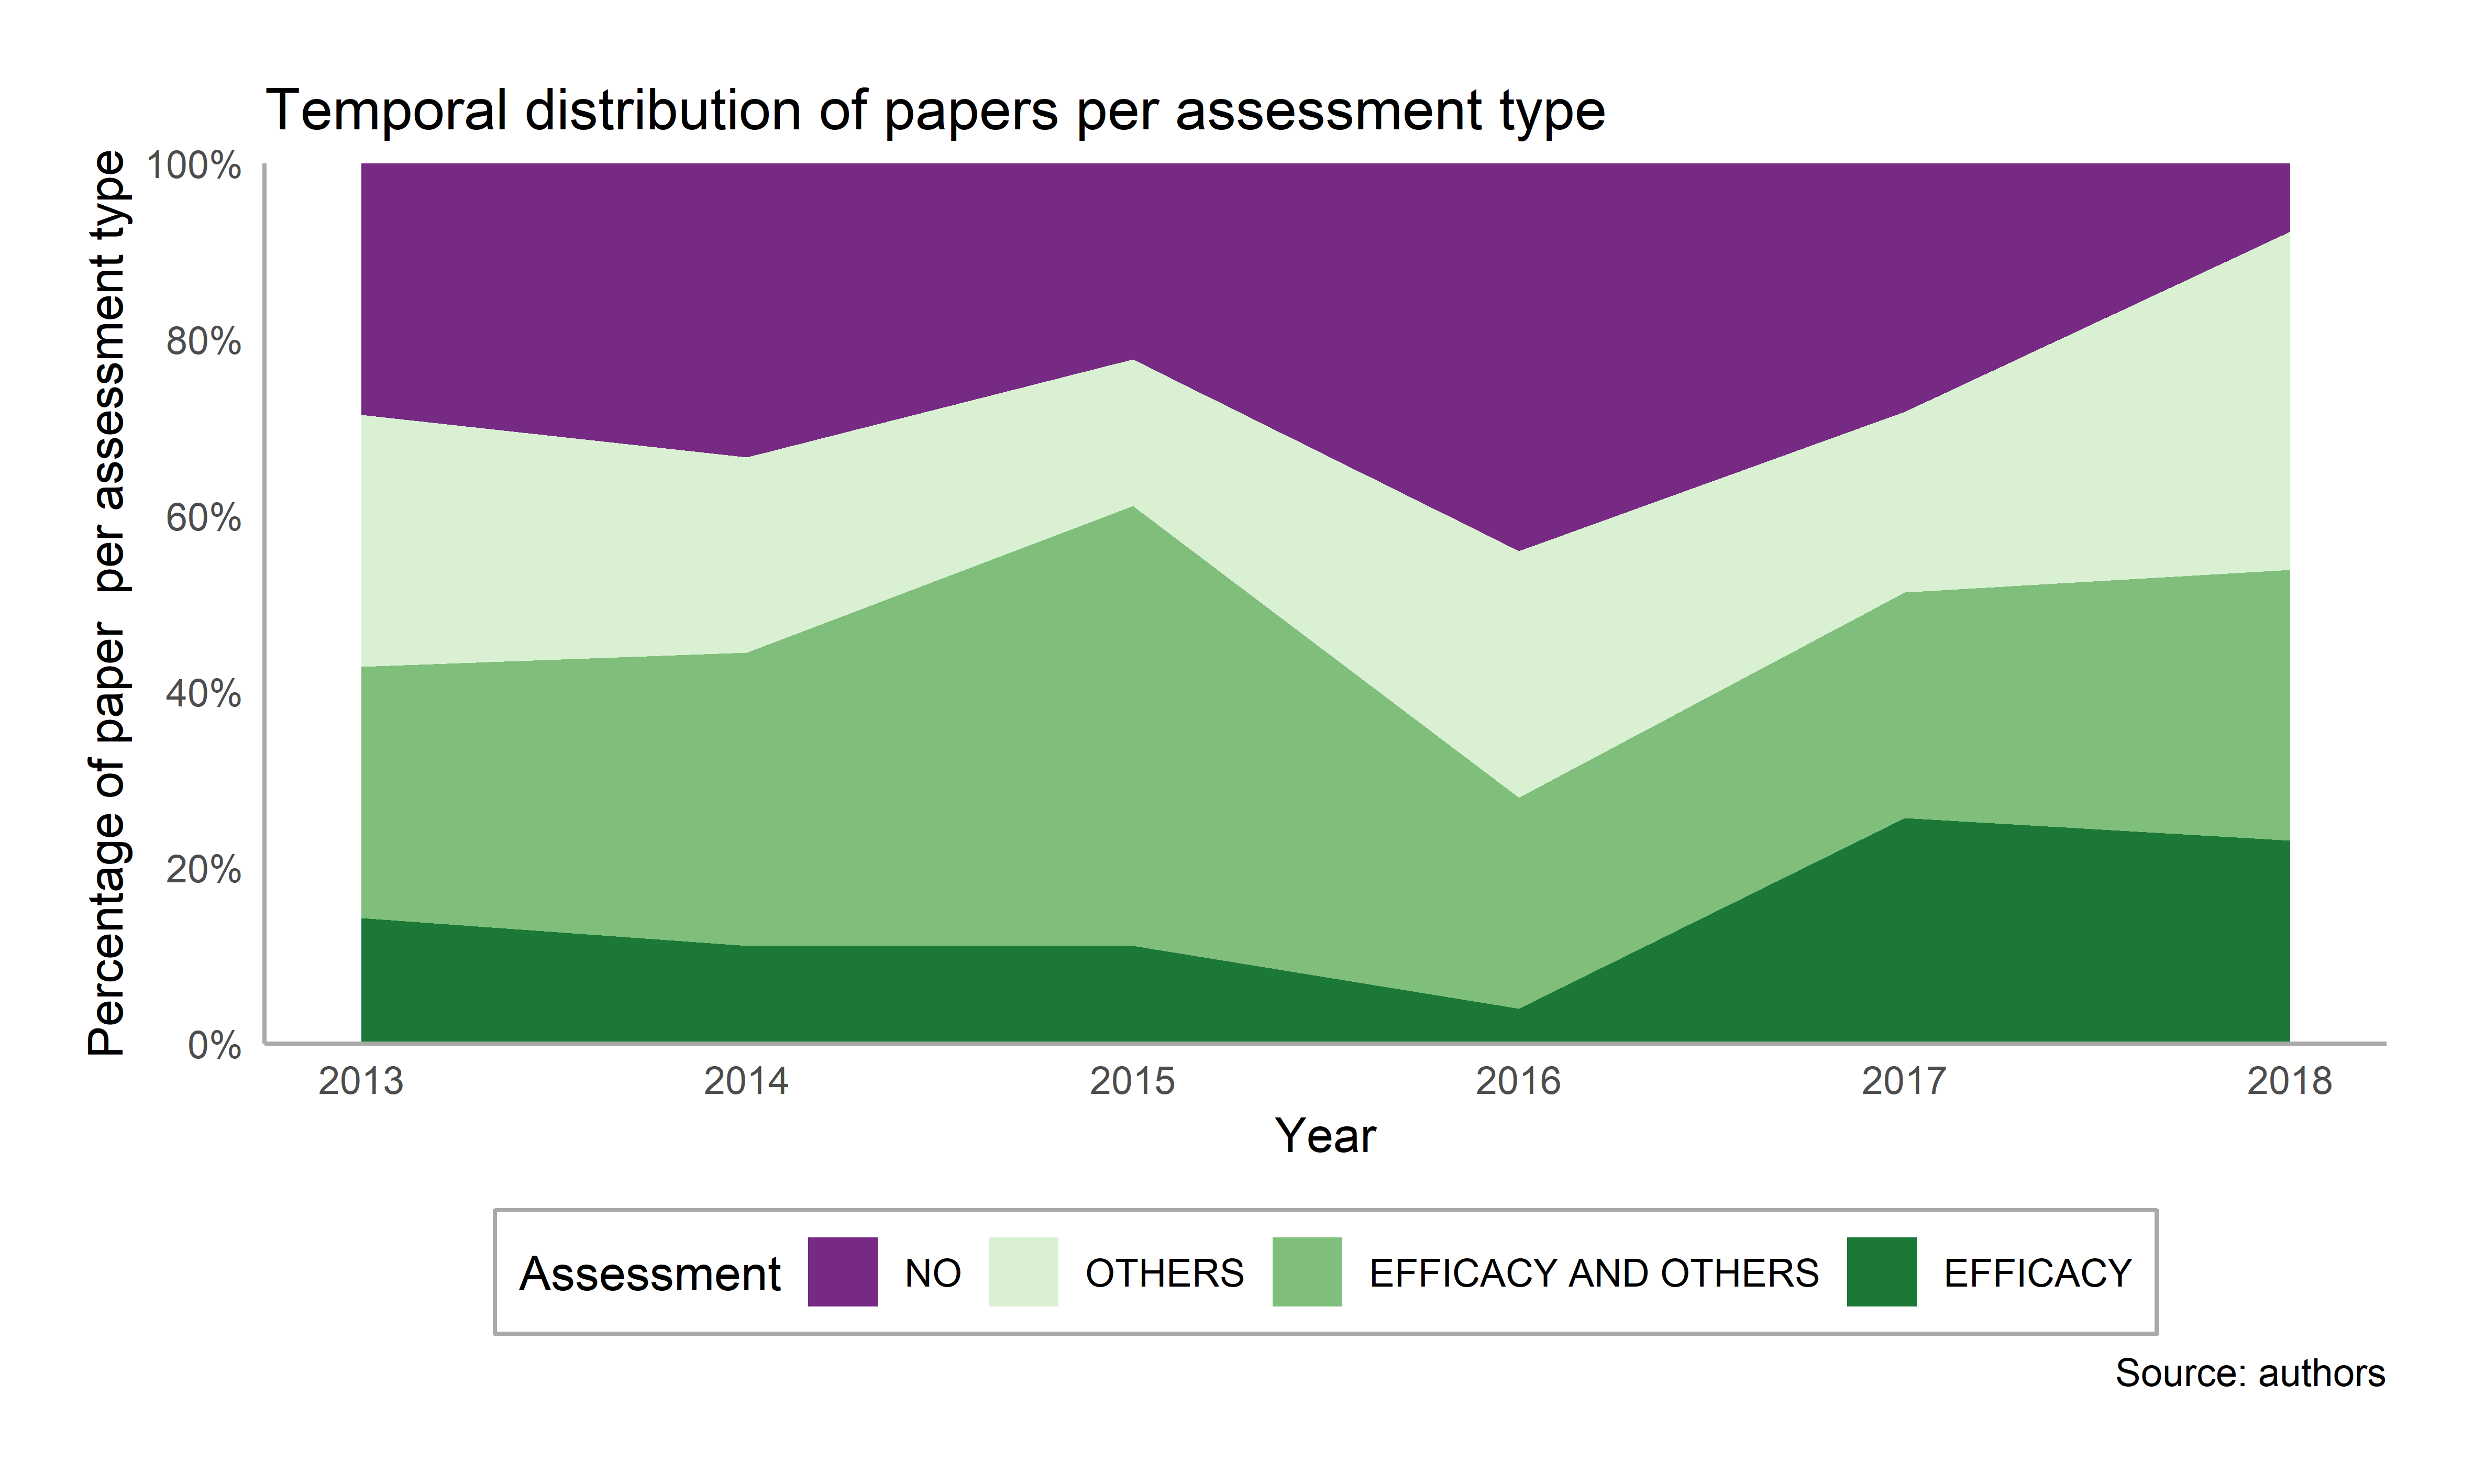 Temporal distribution of papers per assessment type
Percentage of paper  per assessment type
100%
80%
60%
40%
20%
0%
2013 2014 2015 2016 2017 2018
Year
Assessment NO OTHERS EFFICACY AND OTHERS EFFICACY
Source: authors